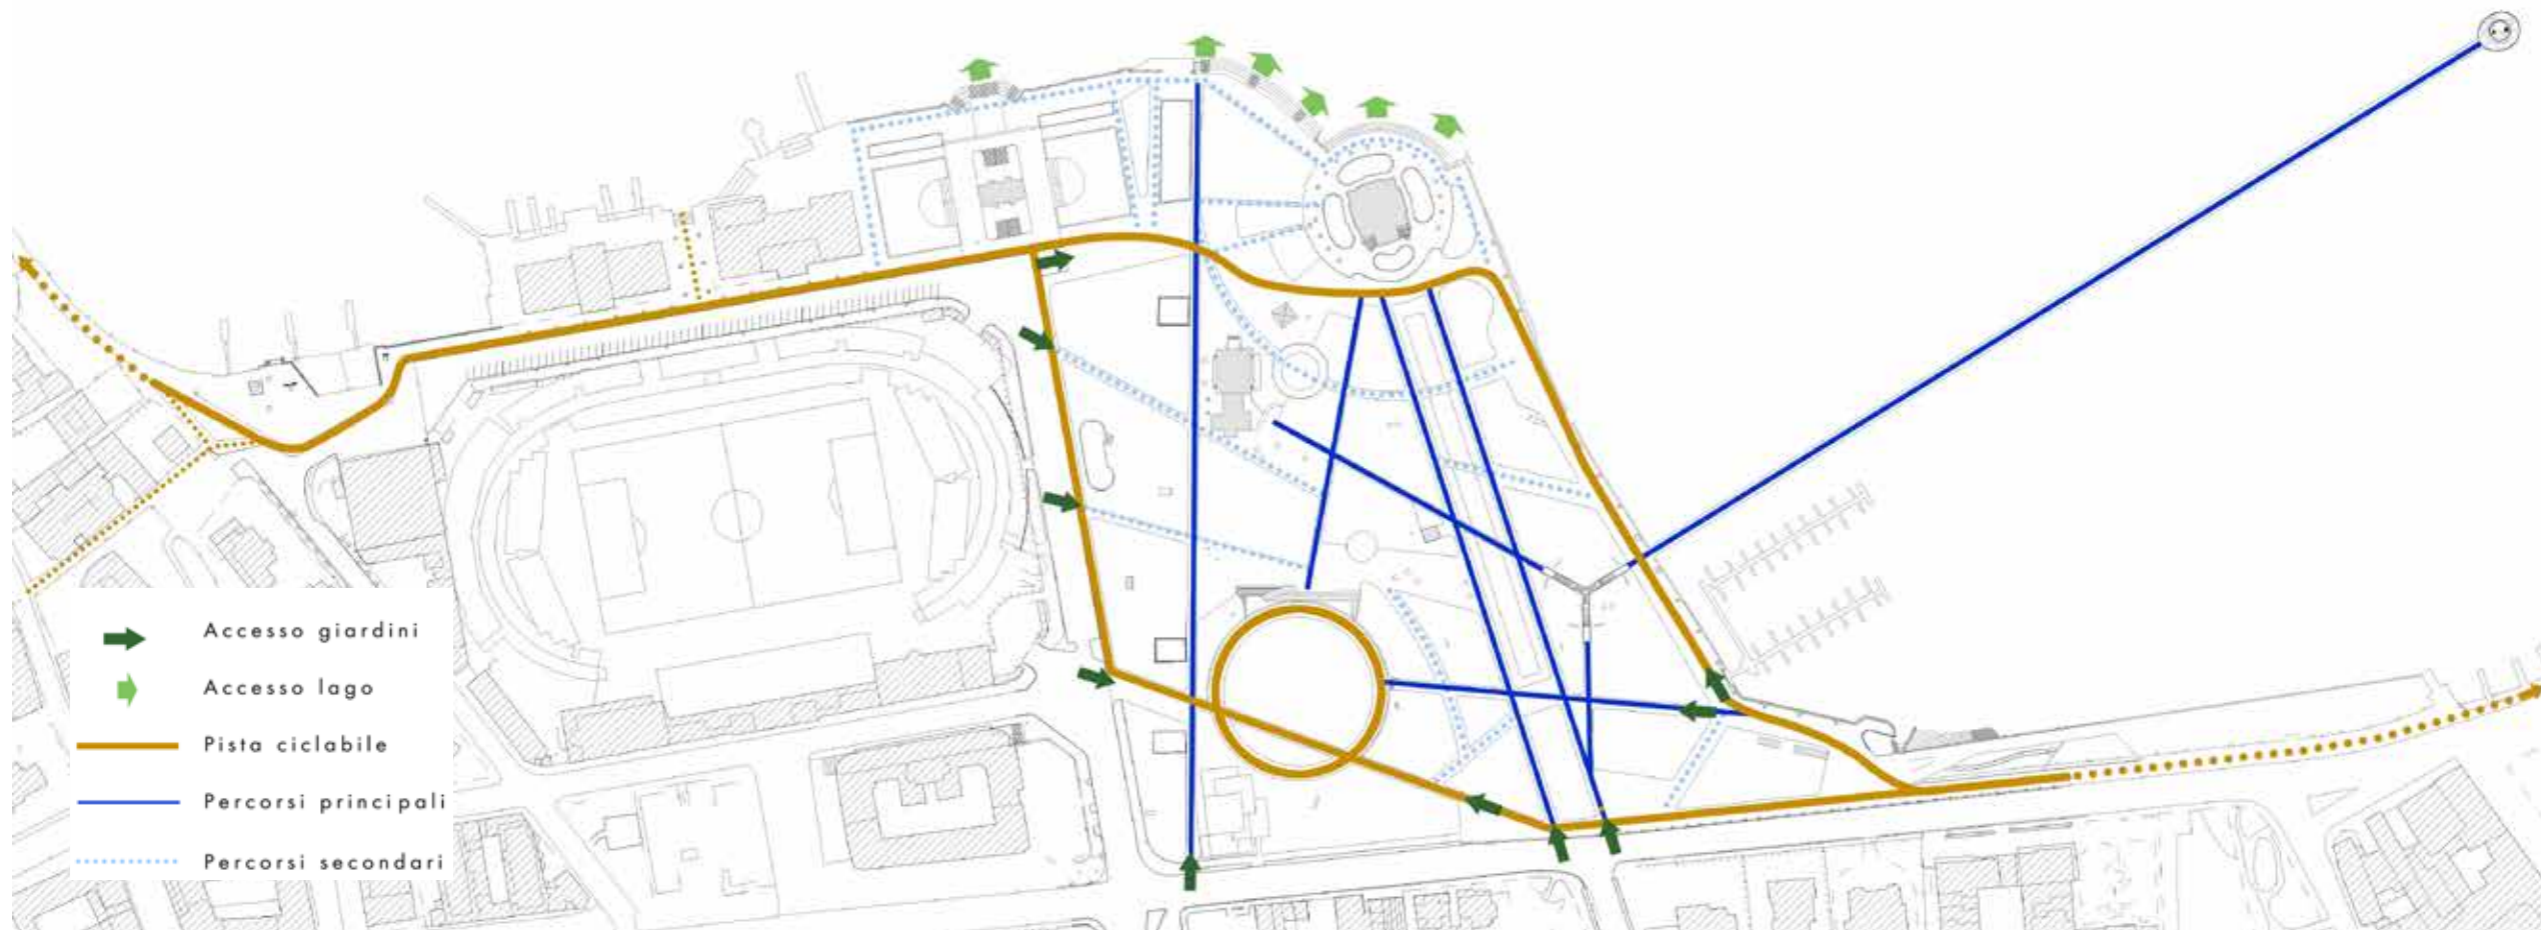 Accesso giardini
Accesso lago
Pista ciclabile
Percorsi principali
Percorsi secondari